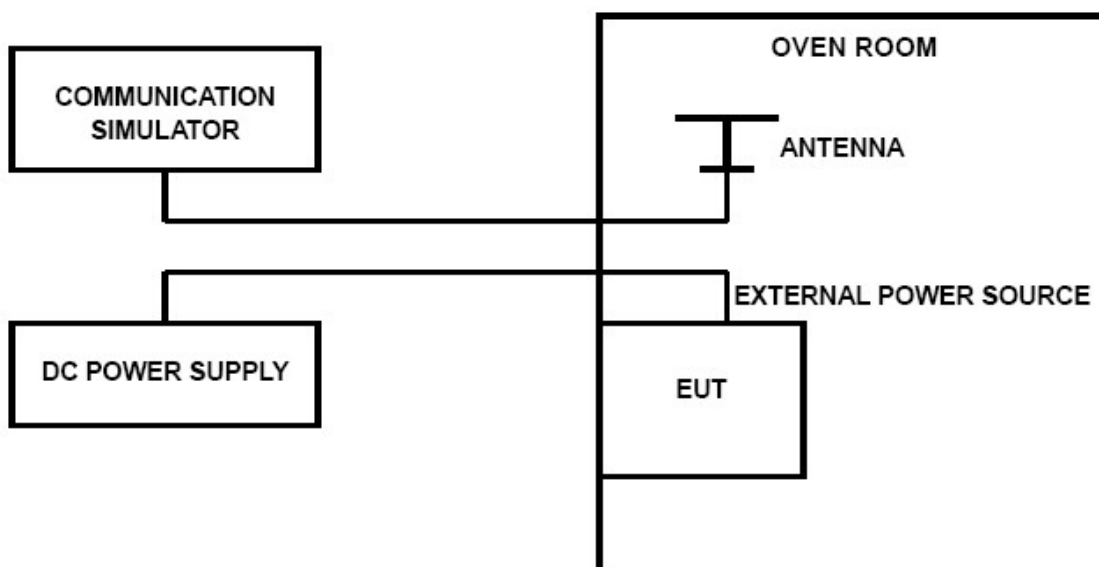 OVEN ROOM
COMMUNICATION
SIMULATOR
ANTENNA
EXTERNAL POWER SOURCE
DC POWER SUPPLY
EUT